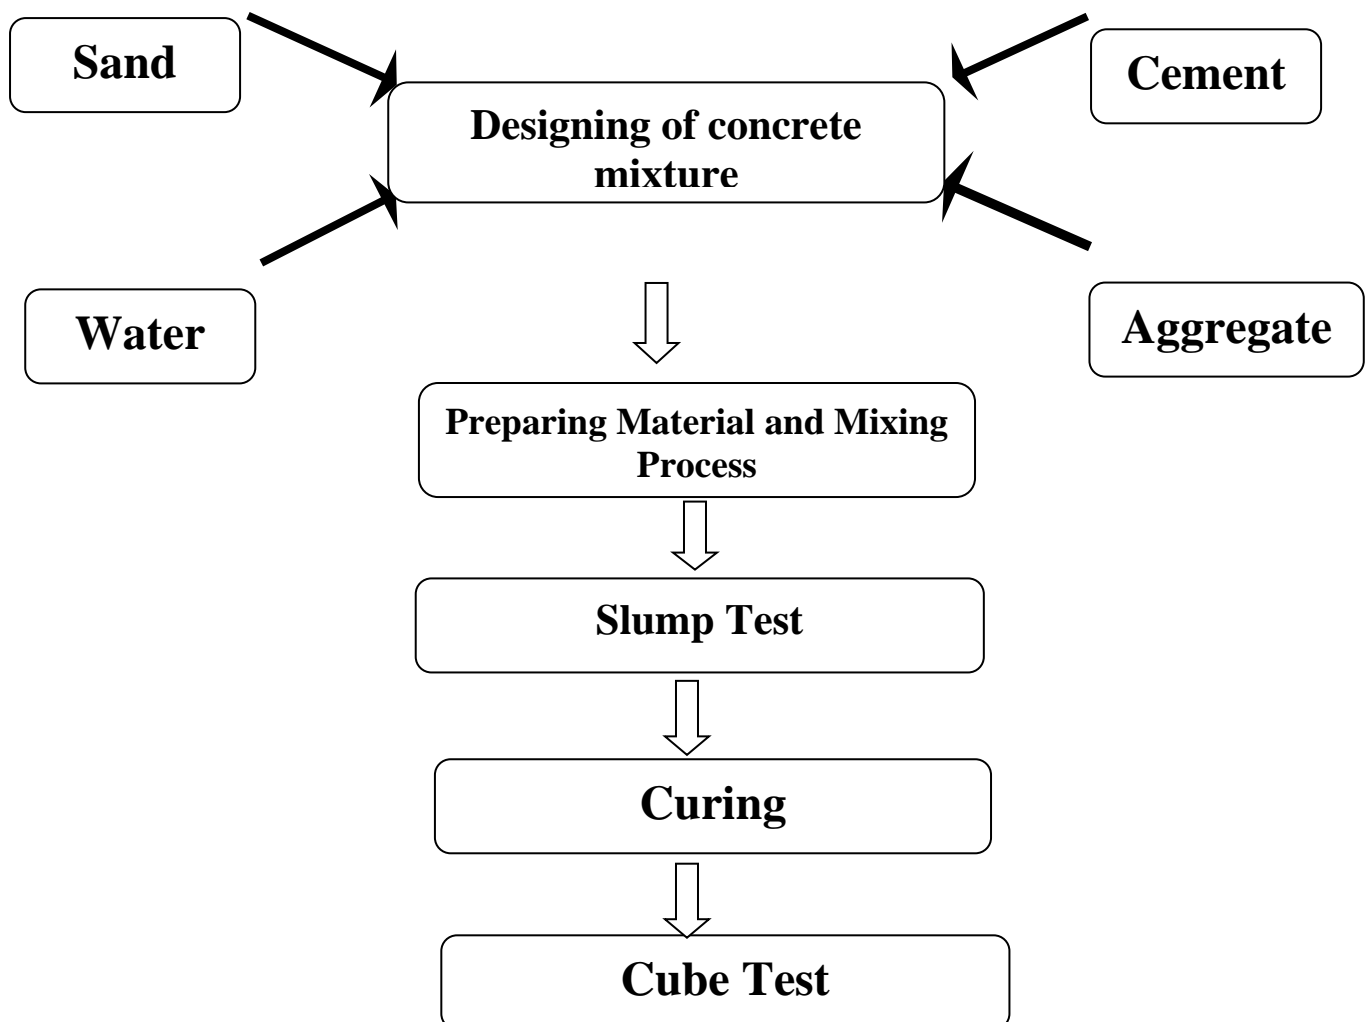 Sand
Cement
Designing of concrete
mixture
Water
Aggregate
Preparing Material and Mixing
Process
Slump Test
Curing
Cube Test